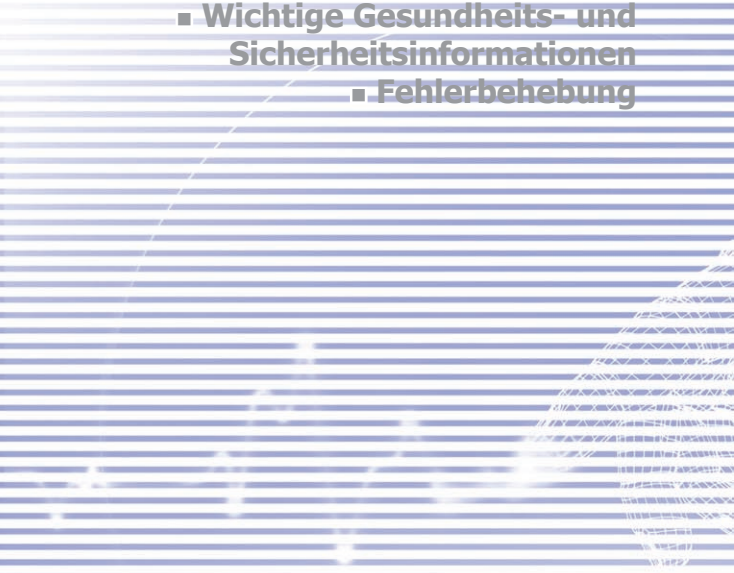 ▪ Wichtige Gesundheits- und
Sicherheitsinformationen
▪ Fehlerbehebung